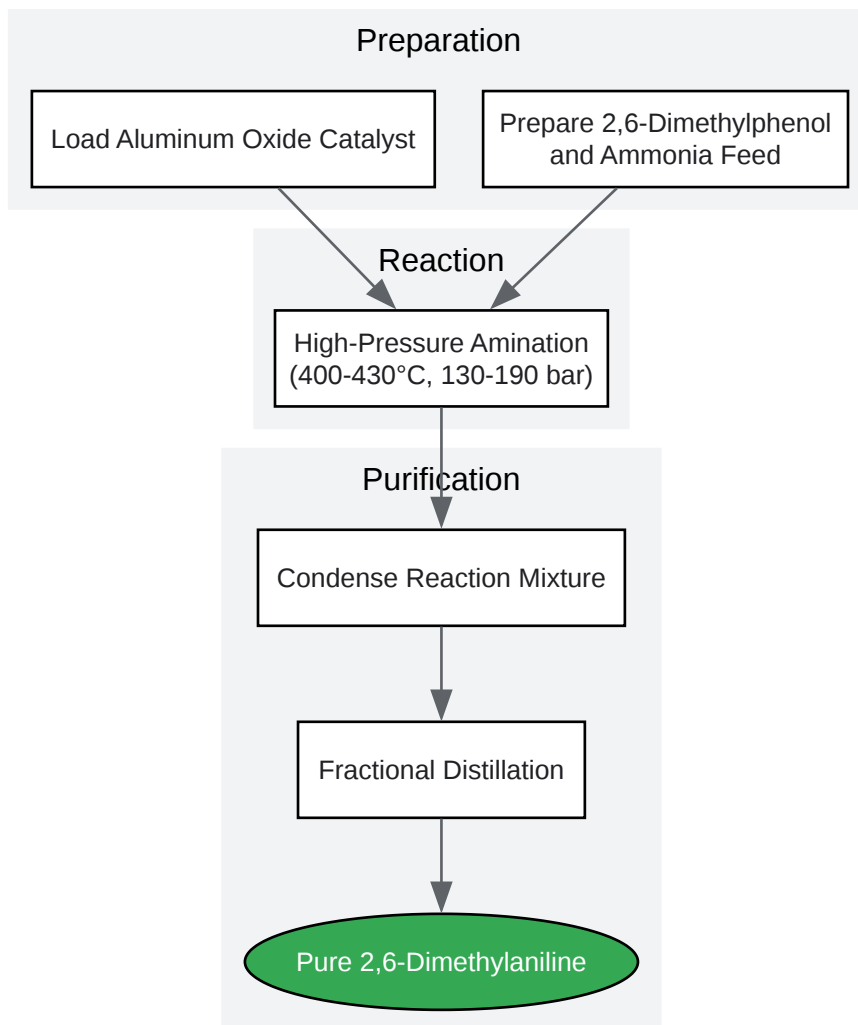 Preparation
Load Aluminum Oxide Catalyst
Prepare 2,6-Dimethylphenol
and Ammonia Feed
Reaction
High-Pressure Amination
(400-430°C, 130-190 bar)
Purification
Condense Reaction Mixture
Fractional Distillation
Pure 2,6-Dimethylaniline